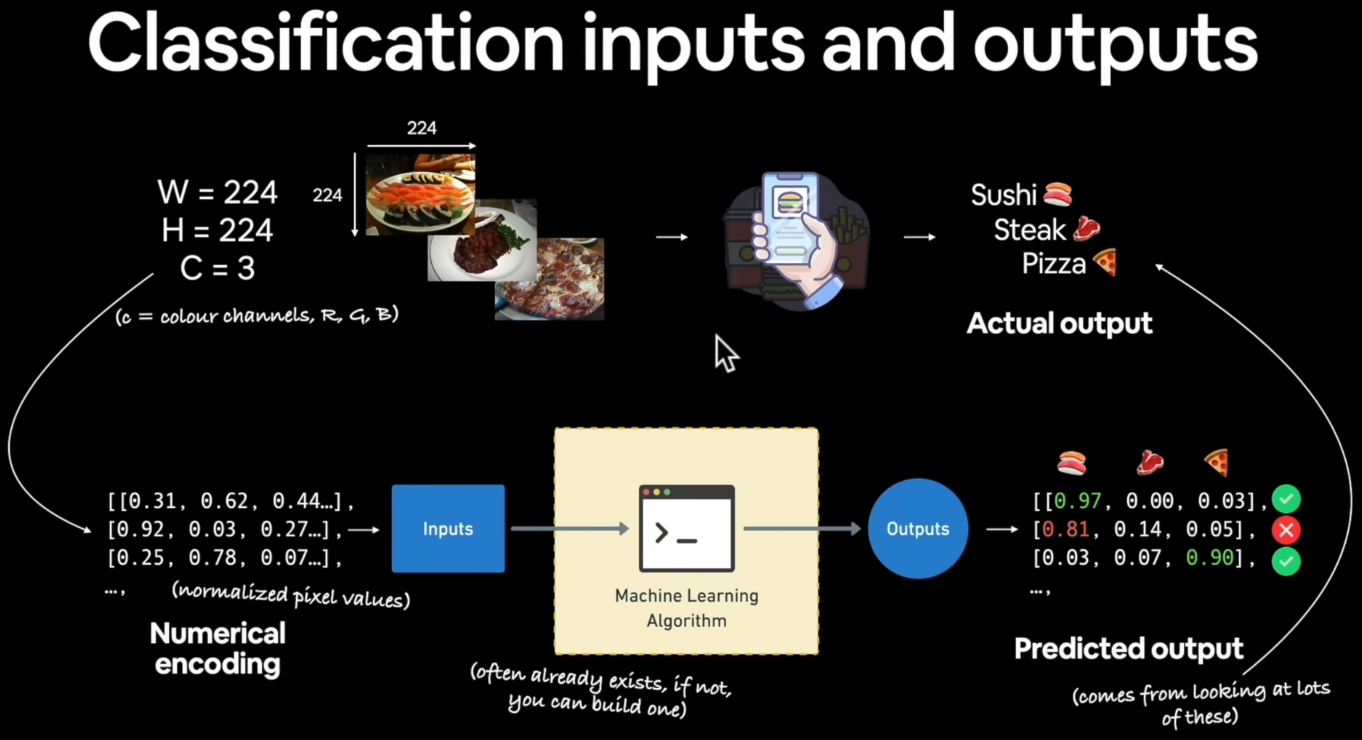 Classification inputs and outputs
224
224
W = 224
H = 224
C = 3
(c = colour channels, R, G, B)
Sushi
Steak
Pizza
Actual output
[[0.31, 0.62, 0.44…],
[0.92, 0.03, 0.27…],
[0.25, 0.78, 0.07…],
…,
(normalized pixel values)
Numerical
encoding
Inputs
Machine Learning
Algorithm
(often already exists, if not,
you can build one)
Outputs
[[0.97, 0.00, 0.03],
[0.81, 0.14, 0.05],
[0.03, 0.07, 0.90],
…,
Predicted output
(comes from looking at lots
of these)